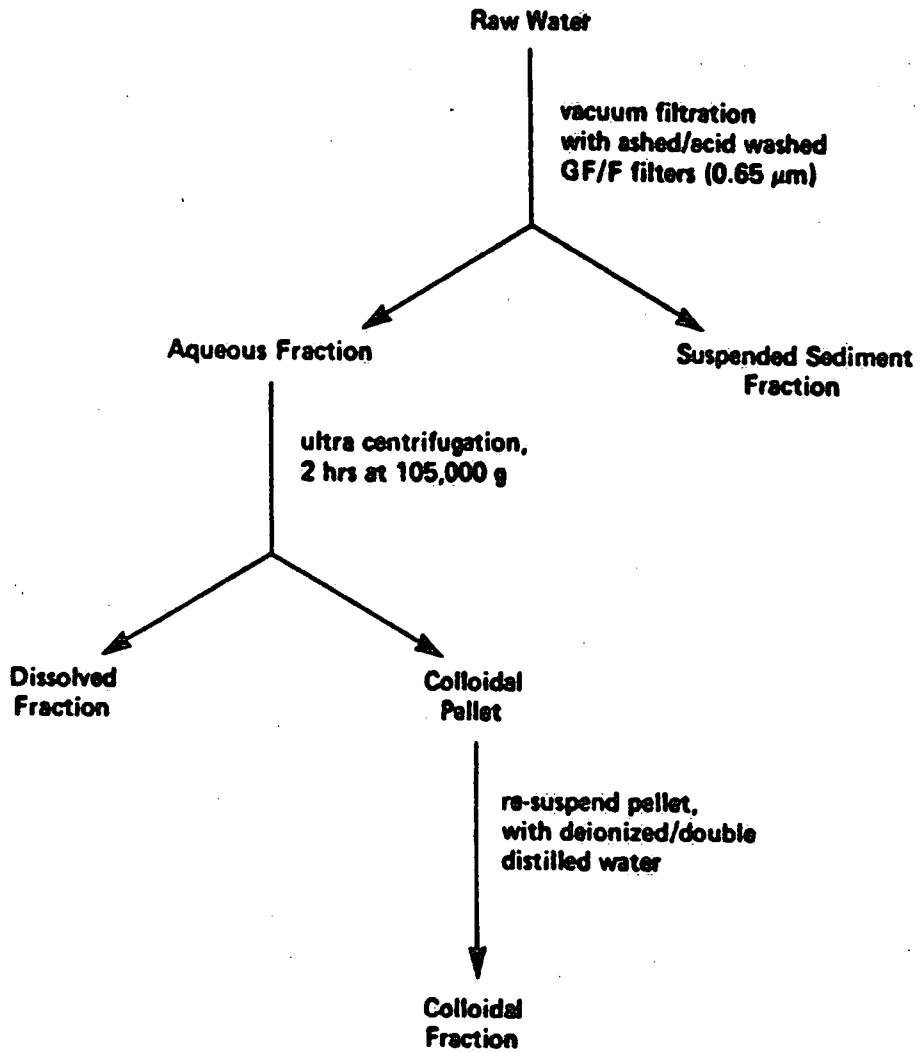 Raw Water
vacuum filtration
with ashed/acid washed
GF/F filters (0.65 μm)
Aqueous Fraction
Suspended Sediment
Fraction
ultra centrifugation,
2 hrs at 105,000 g
Dissolved
Fraction
Colloidal
Pellet
re-suspend pellet,
with deionized/double
distilled water
Colloidal
Fraction